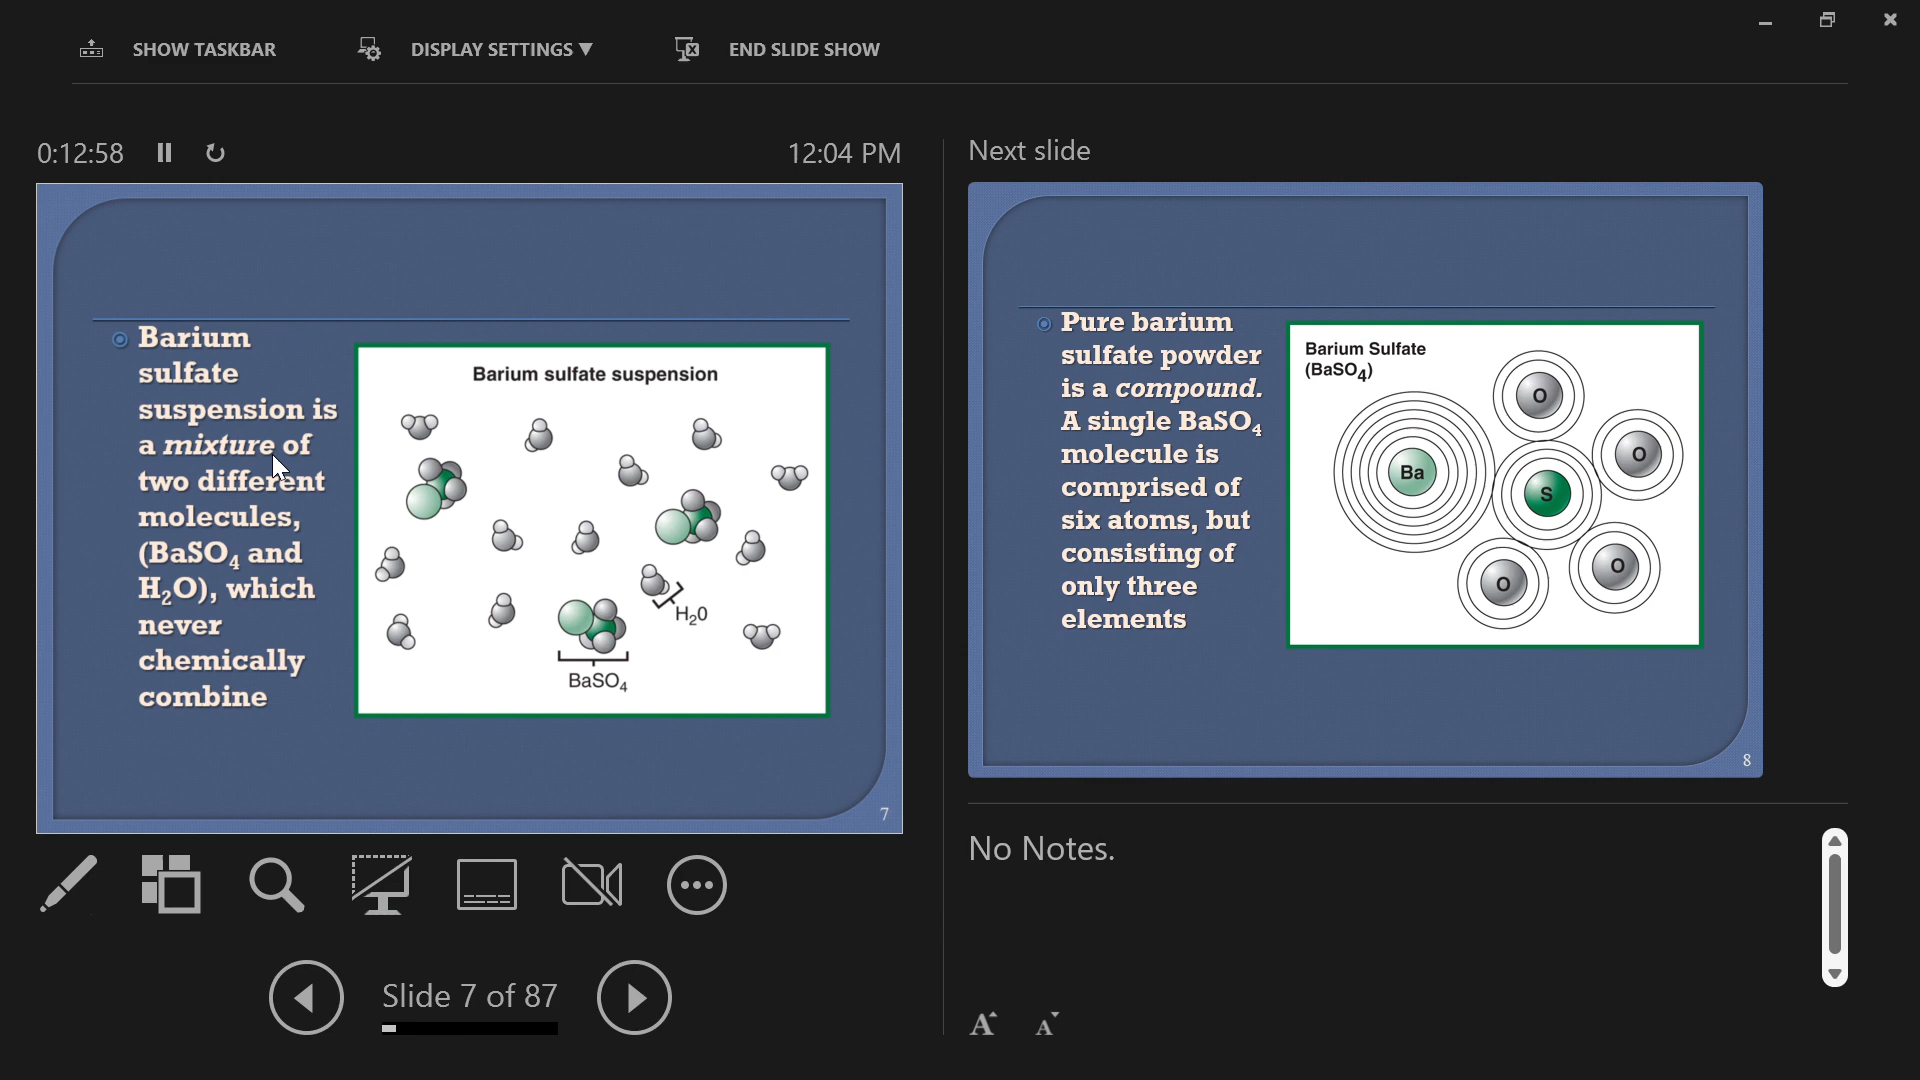 SHOW TASKBAR
DISPLAY SETTINGS ▼
END SLIDE SHOW
0:12:58
12:04 PM
Barium
sulfate
suspension is
a mixture of
two different
molecules,
(BaSO₄ and
H₂O), which
never
chemically
combine
Barium sulfate suspension
H₂0
BaSO₄
7
Slide 7 of 87
Next slide
Pure barium
sulfate powder
is a compound.
A single BaSO₄
molecule is
comprised of
six atoms, but
consisting of
only three
elements
Barium Sulfate
(BaSO₄)
O
O
Ba
S
O
O
8
No Notes.
A A